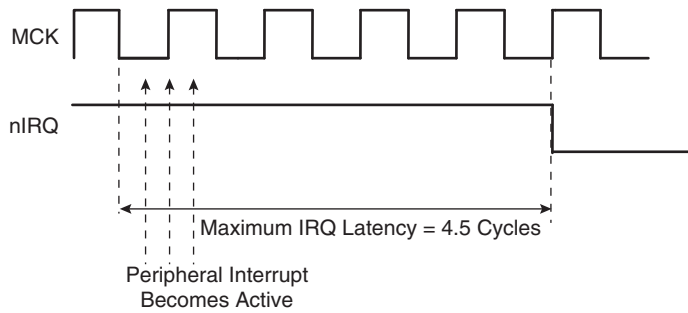 MCK
nIRQ
Maximum IRQ Latency = 4.5 Cycles
Peripheral Interrupt
Becomes Active